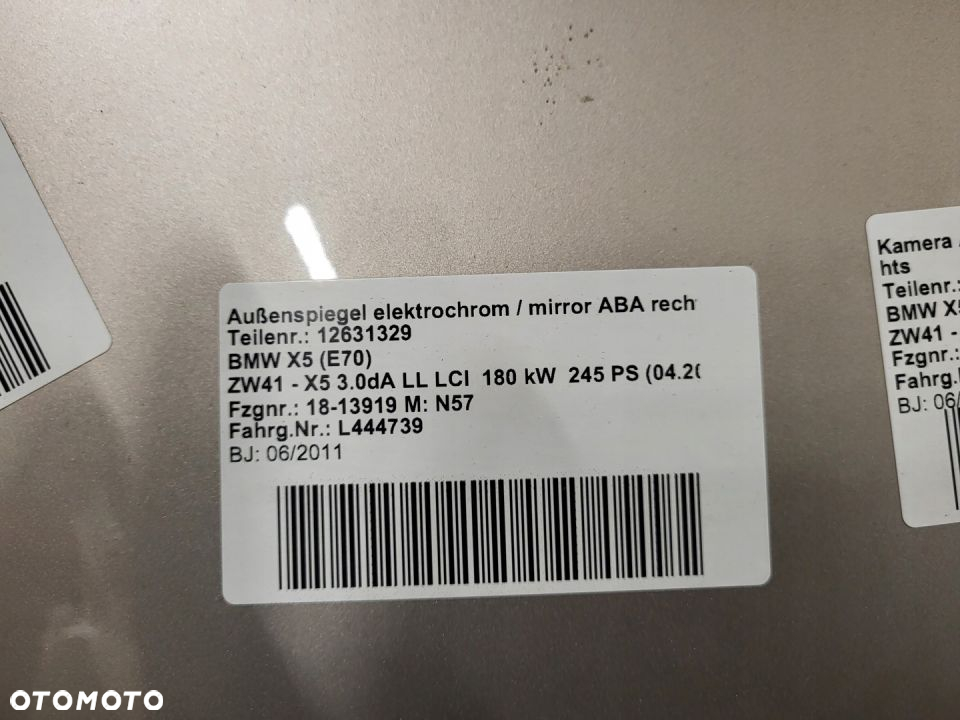 Außenspiegel elektrochrom / mirror ABA rech
Teilenr.: 12631329
BMW X5 (E70)
ZW41 - X5 3.0dA LL LCI 180 kW 245 PS (04.20
Fzgnr.: 18-13919 M: N57
Fahrg.Nr.: L444739
BJ: 06/2011
Kamera
hts
Teilenr.:
BMW X5
ZW41 -
Fzgnr.:
Fahrg.
BJ: 06/
OTOMOTO